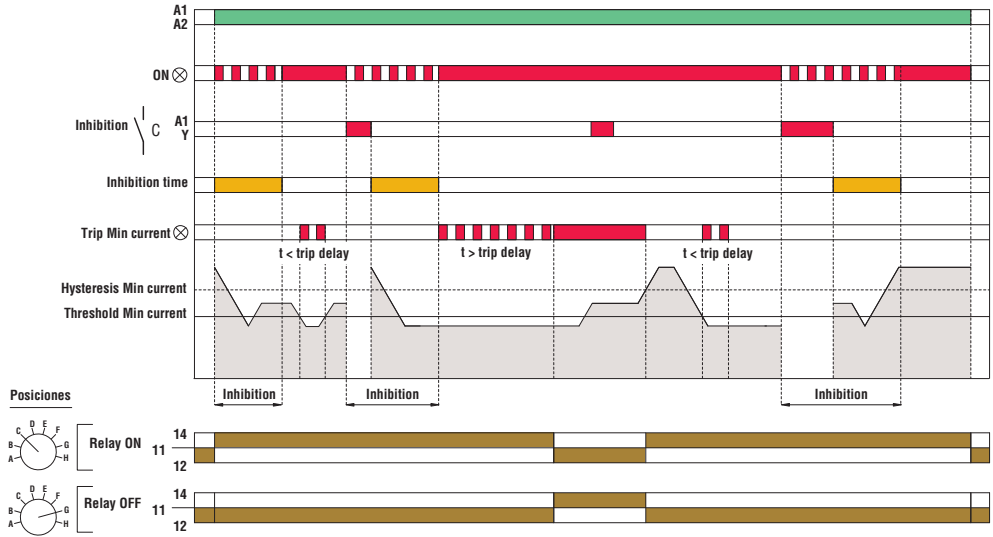 A1
A2
ON
Inhibition C A1
Y
Inhibition time
Trip Min current
t < trip delay t > trip delay t < trip delay
Hysteresis Min current
Threshold Min current
Inhibition Inhibition Inhibition
Posiciones
A B C D E F G H
Relay ON 11 14
12
A B C D E F G H
Relay OFF 11 14
12